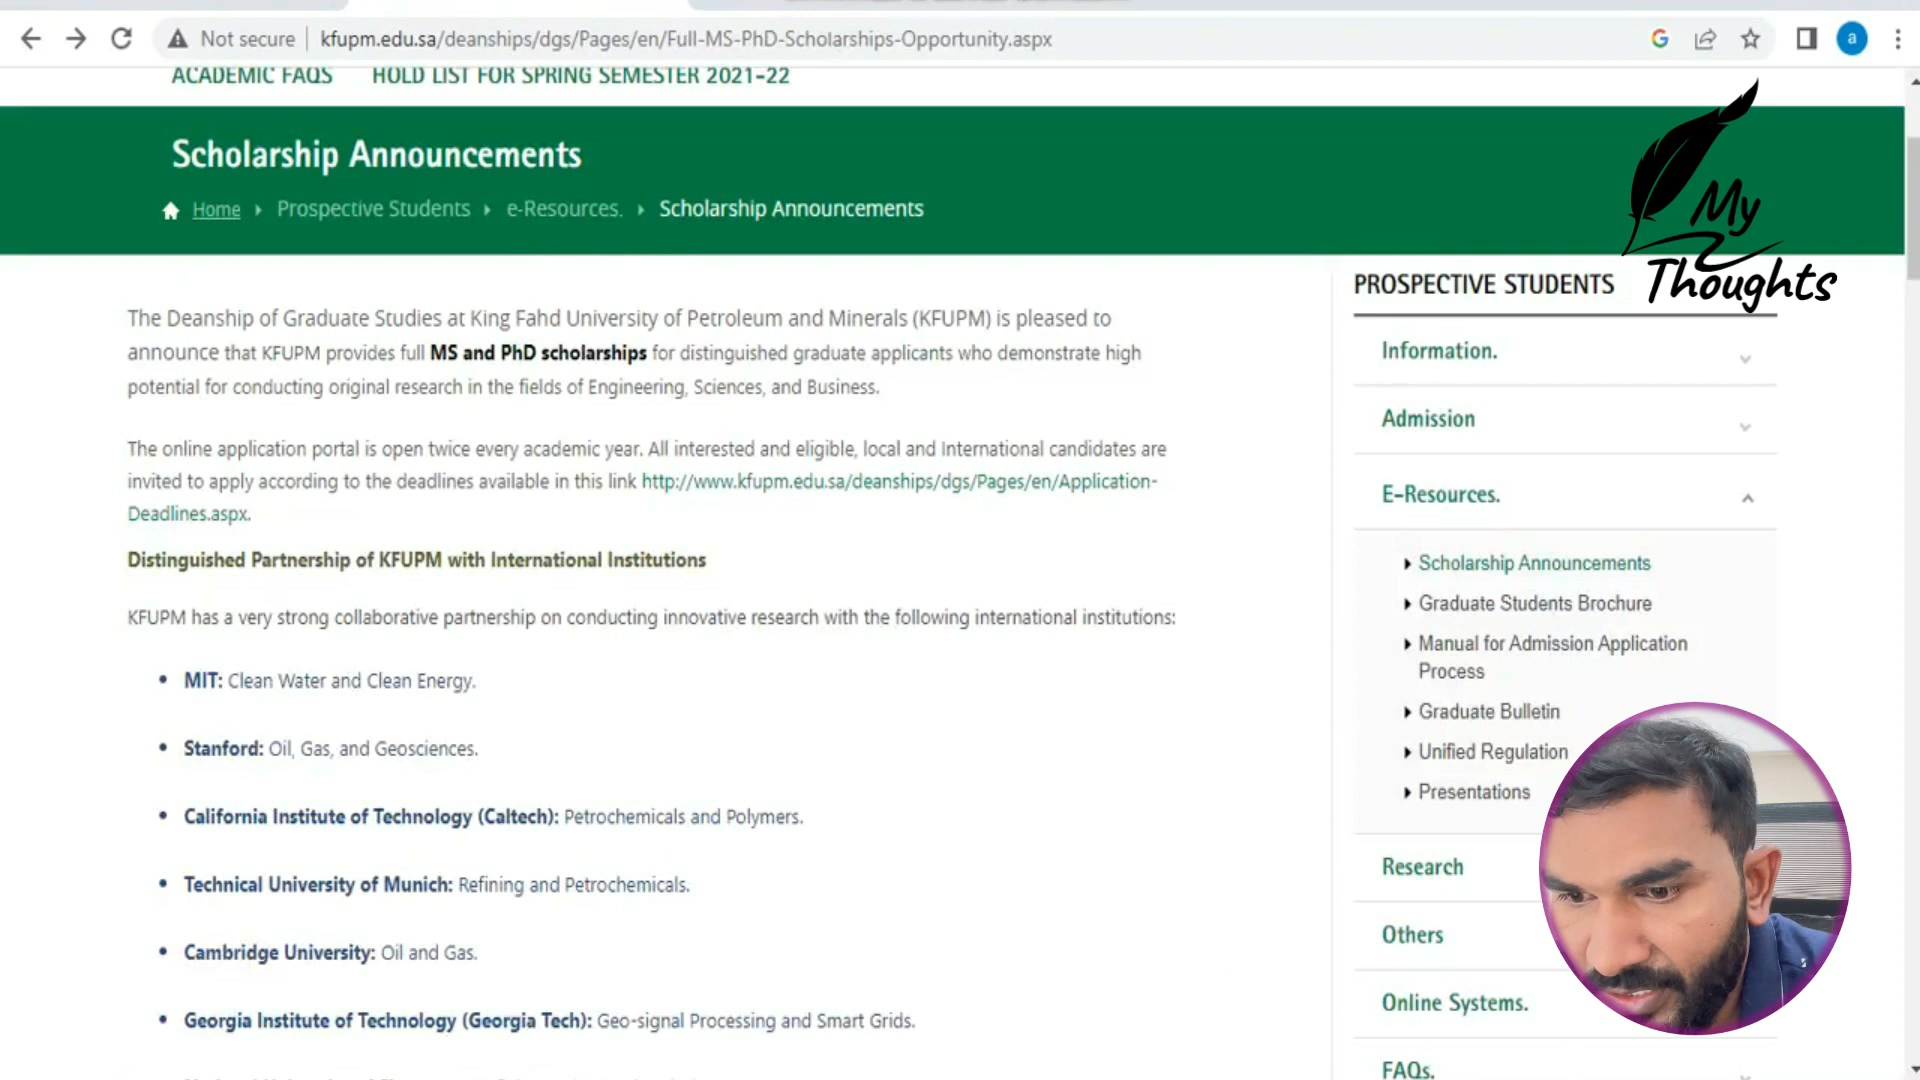 Not secure
kfupm.edu.sa/deanships/dgs/Pages/en/Full-MS-PhD-Scholarships-Opportunity.aspx
a
ACADEMIC FAQS
HOLD LIST FOR SPRING SEMESTER 2021-22
Scholarship Announcements
Home Prospective Students e-Resources. Scholarship Announcements
My
Thoughts
The Deanship of Graduate Studies at King Fahd University of Petroleum and Minerals (KFUPM) is pleased to
announce that KFUPM provides full MS and PhD scholarships for distinguished graduate applicants who demonstrate high
potential for conducting original research in the fields of Engineering, Sciences, and Business.
The online application portal is open twice every academic year. All interested and eligible, local and International candidates are
invited to apply according to the deadlines available in this link http://www.kfupm.edu.sa/deanships/dgs/Pages/en/Application-
Deadlines.aspx.
Distinguished Partnership of KFUPM with International Institutions
KFUPM has a very strong collaborative partnership on conducting innovative research with the following international institutions:
• MIT: Clean Water and Clean Energy.
• Stanford: Oil, Gas, and Geosciences.
• California Institute of Technology (Caltech): Petrochemicals and Polymers.
• Technical University of Munich: Refining and Petrochemicals.
• Cambridge University: Oil and Gas.
• Georgia Institute of Technology (Georgia Tech): Geo-signal Processing and Smart Grids.
PROSPECTIVE STUDENTS
Information.
Admission
E-Resources.
Scholarship Announcements
Graduate Students Brochure
Manual for Admission Application
Process
Graduate Bulletin
Unified Regulation
Presentations
Research
Others
Online Systems.
FAQs.